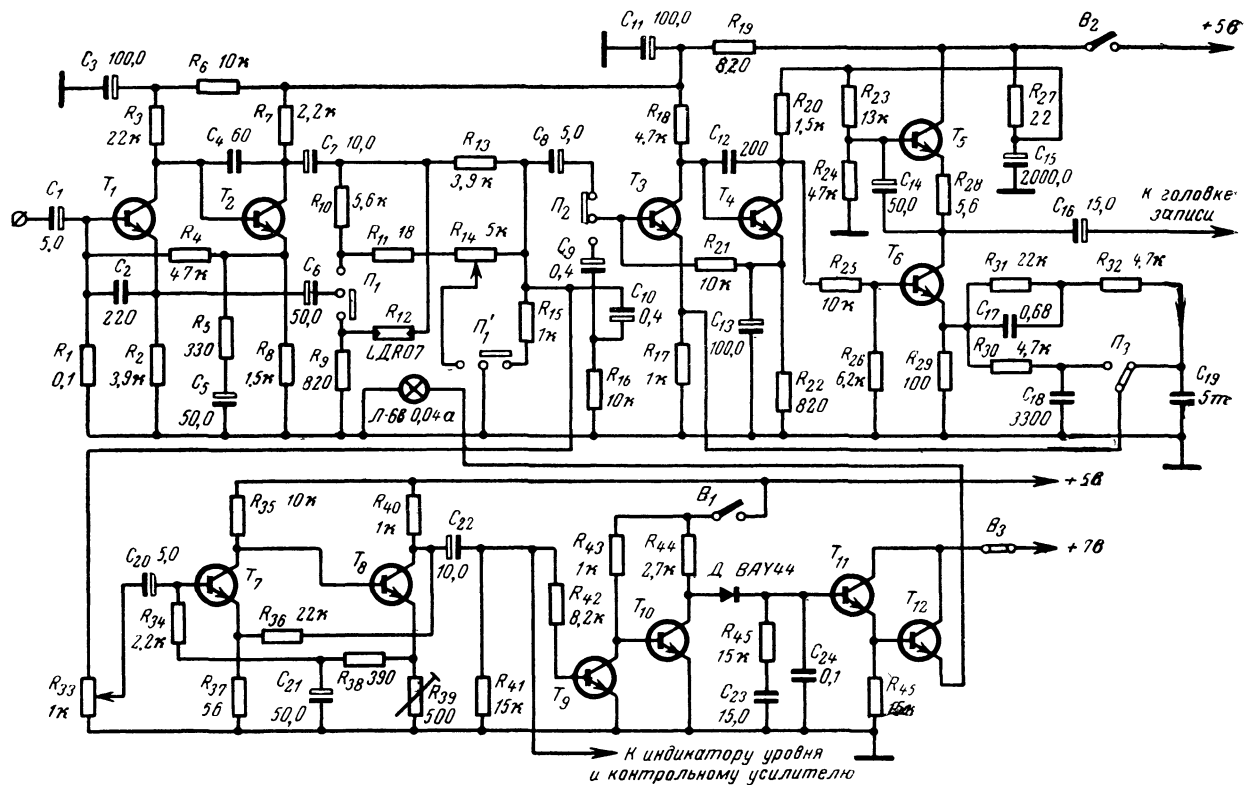 C3 100,0
R6 10к
C11 100,0
R19
820
В2
+5в
R3
22к
R7
2,2к
C4 60
C7 10,0
R13
3,9к
C8 5,0
R18
4,7к
C12
200
R20
1,5к
R23
13к
R27
22
C1
5,0
T1
T2
R10
5,6к
П2
T3
T4
R24
47к
C14
50,0
T5
R28
5,6
C15
2000,0
C16 15,0
К головке
записи
R4
47к
R11 18
R14 5к
C9
0,4
R21
10к
R25
10к
T6
R31 22к
R32 4,7к
C2
220
C6
50,0
П1
C10
0,4
C13
100,0
C17 0,68
R1
0,1
R2
3,9к
R5
330
C5
50,0
R8
1,5к
R12
LДR07
R9
820
П1'
R15
1к
R16
10к
R17
1к
R22
820
R26
6,2к
R29
100
R30 4,7к
C18
3300
П3
C19
5т
Л-6в 0,04а
R35 10к
R40
1к
C22
10,0
В1
+5в
В3
+7в
C20 5,0
T7
T8
R43
1к
R44
2,7к
Д BAY44
T11
T12
R34
2,2к
R36 22к
R42
8,2к
T10
R45
15к
C24
0,1
R33
1к
R37
56
C21
50,0
R38 390
R39
500
R41
15к
T9
C23
15,0
R45
К индикатору уровня
и контрольному усилителю